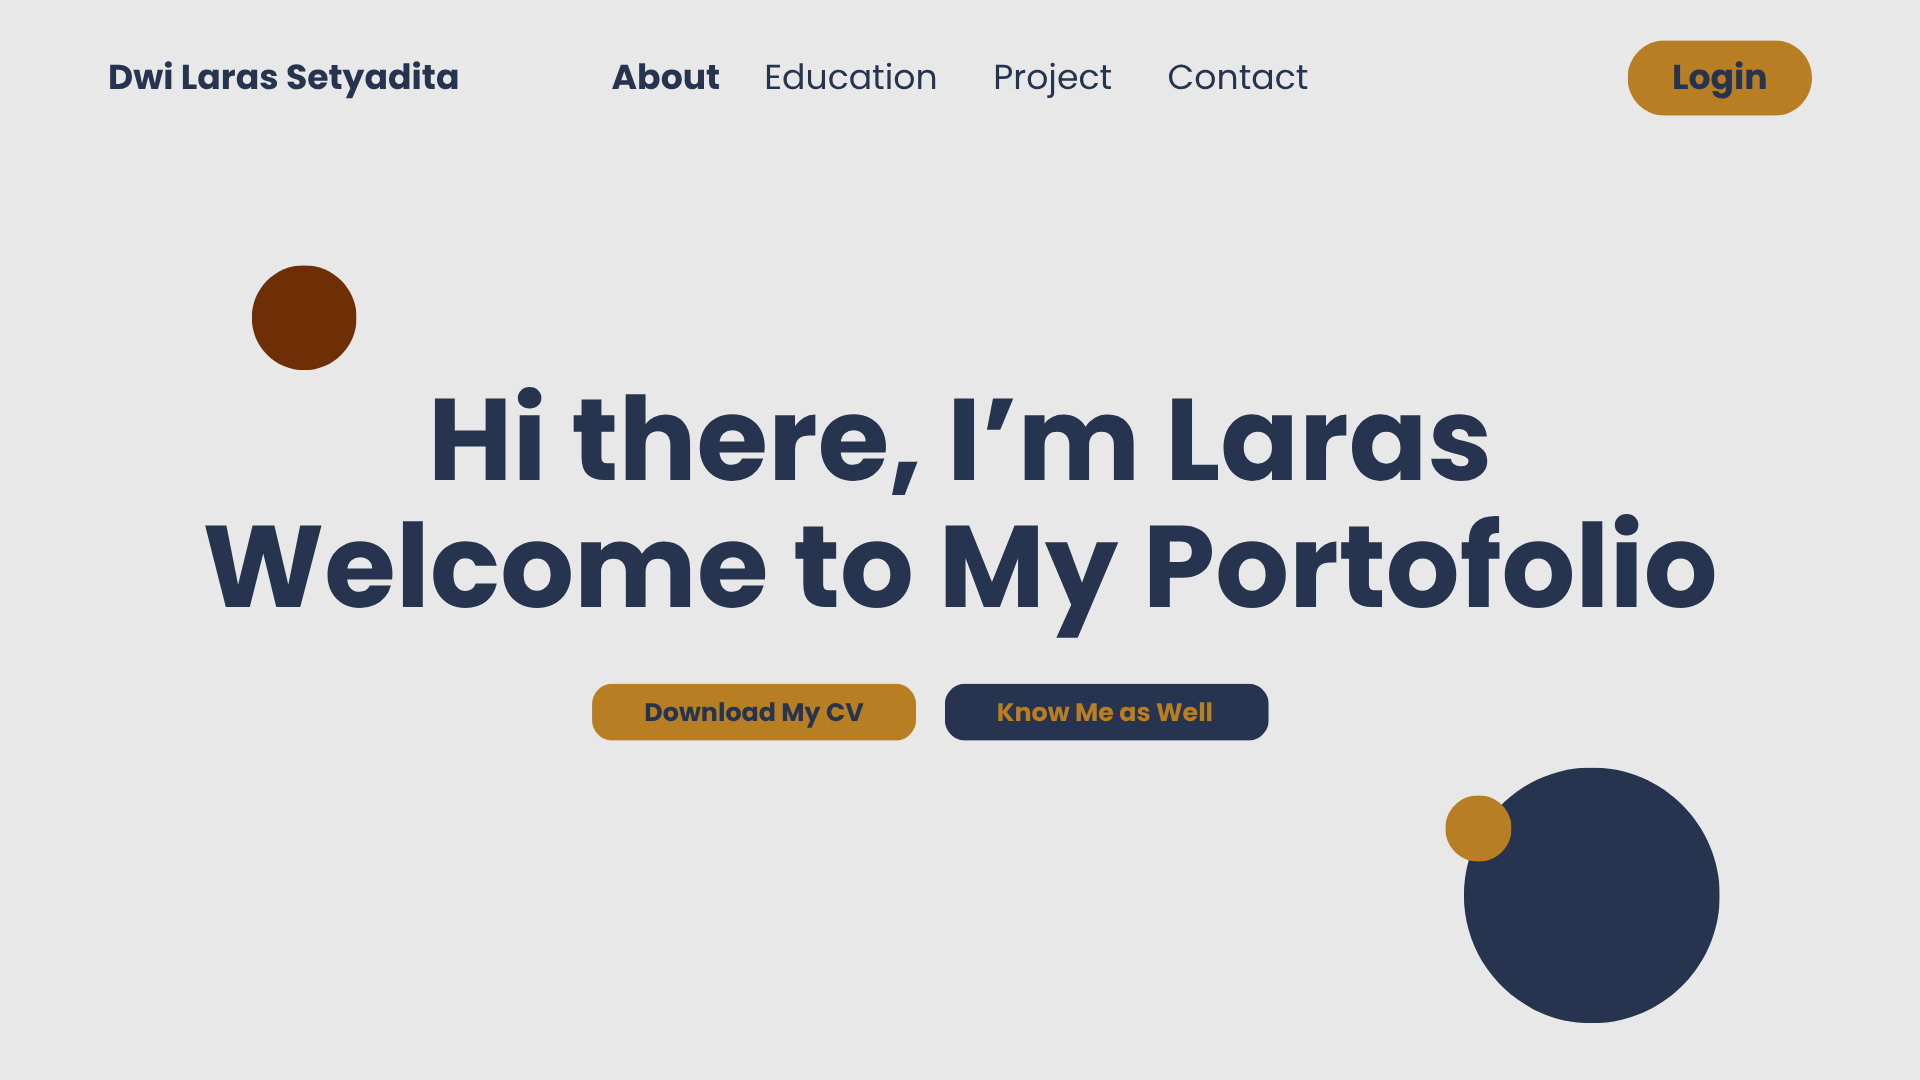 Dwi Laras Setyadita
About Education Project Contact
Login
Hi there, I’m Laras
Welcome to My Portofolio
Download My CV
Know Me as Well